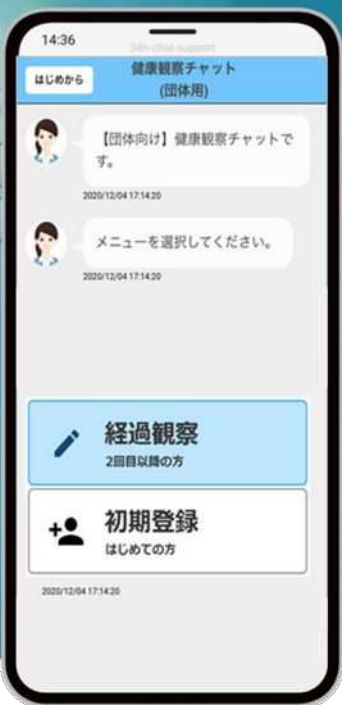 14:36
24h-chat-support
はじめから
健康観察チャット
(団体用)
【団体向け】健康観察チャットで
す。
2020/12/04 17:14:20
メニューを選択してください。
2020/12/04 17:14:20
経過観察
2回目以降の方
初期登録
はじめての方
2020/12/04 17:14:20